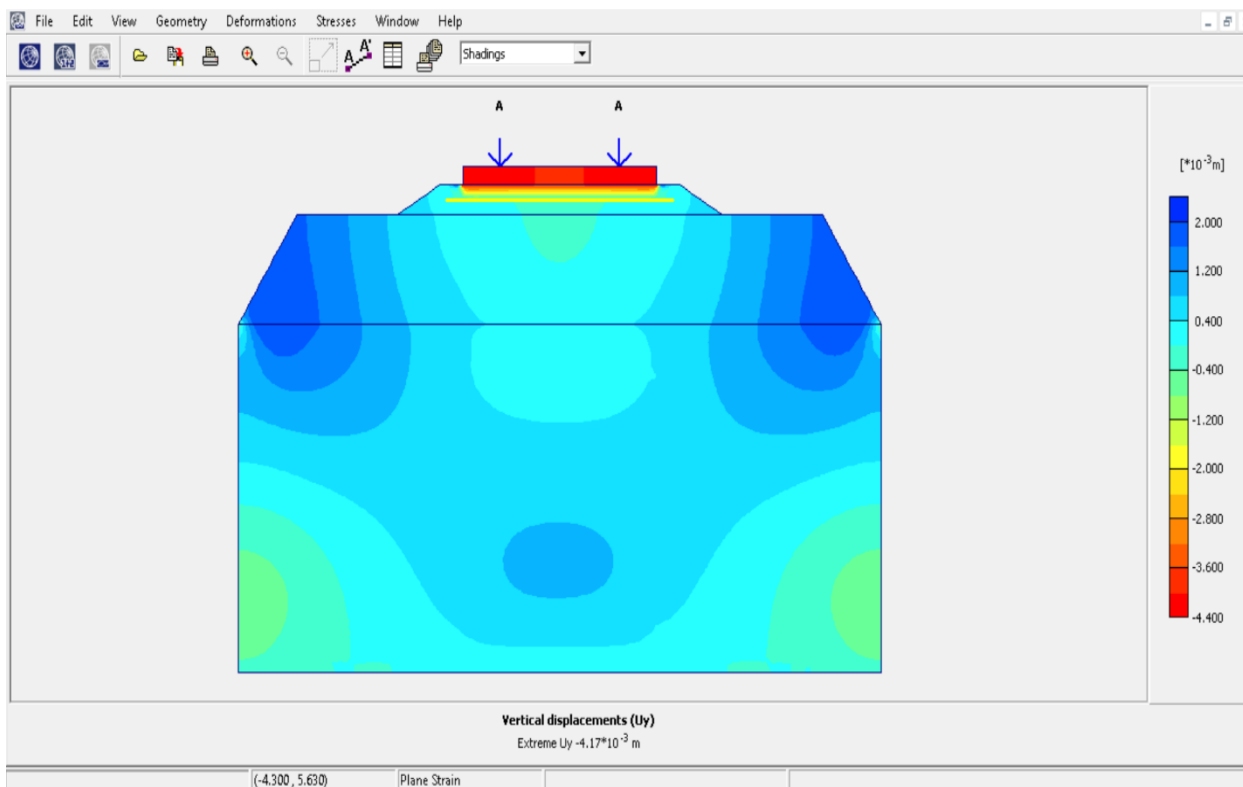 File Edit View Geometry Deformations Stresses Window Help
A A' Shadings
A A
[*10-3m]
2.000
1.200
0.400
-0.400
-1.200
-2.000
-2.800
-3.600
-4.400
Vertical displacements (Uy)
Extreme Uy -4.17*10-3 m
(-4.300 , 5.630) Plane Strain